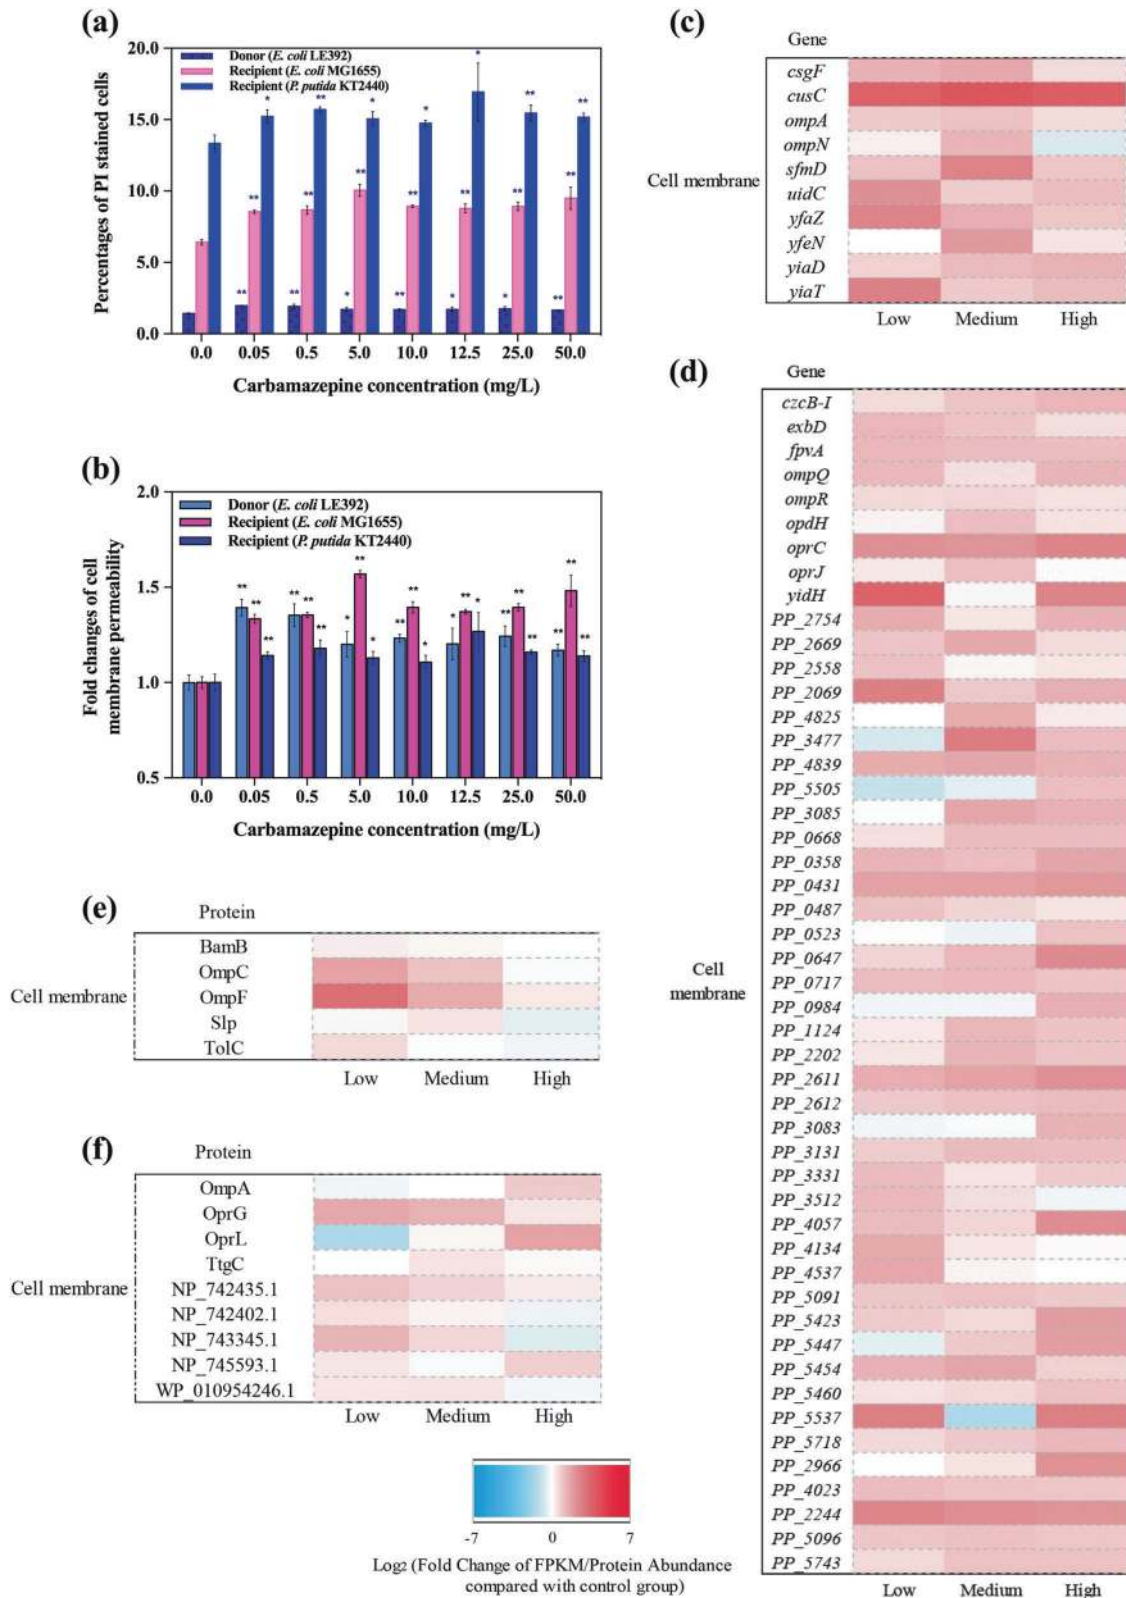 (a)
20.0
15.0
10.0
5.0
0.0
Percentages of PI stained cells
Donor (E. coli LE392)
Recipient (E. coli MG1655)
Recipient (P. putida KT2440)
* ** * * * ** **
** ** ** ** ** ** **
** ** * ** * * **
0.0 0.05 0.5 5.0 10.0 12.5 25.0 50.0
Carbamazepine concentration (mg/L)
(b)
2.0
1.5
1.0
0.5
Fold changes of cell
membrane permeability
Donor (E. coli LE392)
Recipient (E. coli MG1655)
Recipient (P. putida KT2440)
** ** ** ** ** ** * ** * ** ** * * ** * ** ** ** ** ** **
0.0 0.05 0.5 5.0 10.0 12.5 25.0 50.0
Carbamazepine concentration (mg/L)
(c)
Gene
Cell membrane
csgF
cusC
ompA
ompN
sfmD
uidC
yfaZ
yfeN
yiaD
yiaT
Low Medium High
(d)
Gene
Cell
membrane
czcB-I
exbD
fpvA
ompQ
ompR
opdH
oprC
oprJ
yidH
PP_2754
PP_2669
PP_2558
PP_2069
PP_4825
PP_3477
PP_4839
PP_5505
PP_3085
PP_0668
PP_0358
PP_0431
PP_0487
PP_0523
PP_0647
PP_0717
PP_0984
PP_1124
PP_2202
PP_2611
PP_2612
PP_3083
PP_3131
PP_3331
PP_3512
PP_4057
PP_4134
PP_4537
PP_5091
PP_5423
PP_5447
PP_5454
PP_5460
PP_5537
PP_5718
PP_2966
PP_4023
PP_2244
PP_5096
PP_5743
Low Medium High
(e)
Protein
Cell membrane
BamB
OmpC
OmpF
Slp
TolC
Low Medium High
(f)
Protein
Cell membrane
OmpA
OprG
OprL
TtgC
NP_742435.1
NP_742402.1
NP_743345.1
NP_745593.1
WP_010954246.1
Low Medium High
-7 0 7
Log2 (Fold Change of FPKM/Protein Abundance
compared with control group)